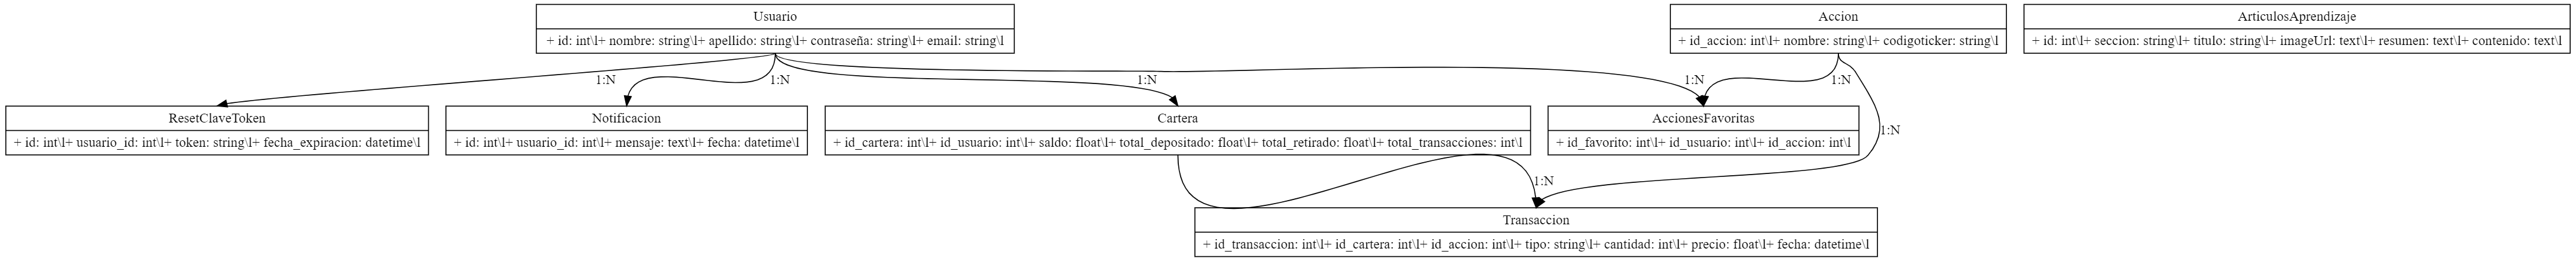 Usuario
+ id: int\l+ nombre: string\l+ apellido: string\l+ contraseña: string\l+ email: string\l
Accion
+ id_accion: int\l+ nombre: string\l+ codigoticker: string\l
ArticulosAprendizaje
+ id: int\l+ seccion: string\l+ titulo: string\l+ imageUrl: text\l+ resumen: text\l+ contenido: text\l
1:N
1:N
1:N
1:N
1:N
ResetClaveToken
+ id: int\l+ usuario_id: int\l+ token: string\l+ fecha_expiracion: datetime\l
Notificacion
+ id: int\l+ usuario_id: int\l+ mensaje: text\l+ fecha: datetime\l
Cartera
+ id_cartera: int\l+ id_usuario: int\l+ saldo: float\l+ total_depositado: float\l+ total_retirado: float\l+ total_transacciones: int\l
AccionesFavoritas
+ id_favorito: int\l+ id_usuario: int\l+ id_accion: int\l
1:N
1:N
Transaccion
+ id_transaccion: int\l+ id_cartera: int\l+ id_accion: int\l+ tipo: string\l+ cantidad: int\l+ precio: float\l+ fecha: datetime\l